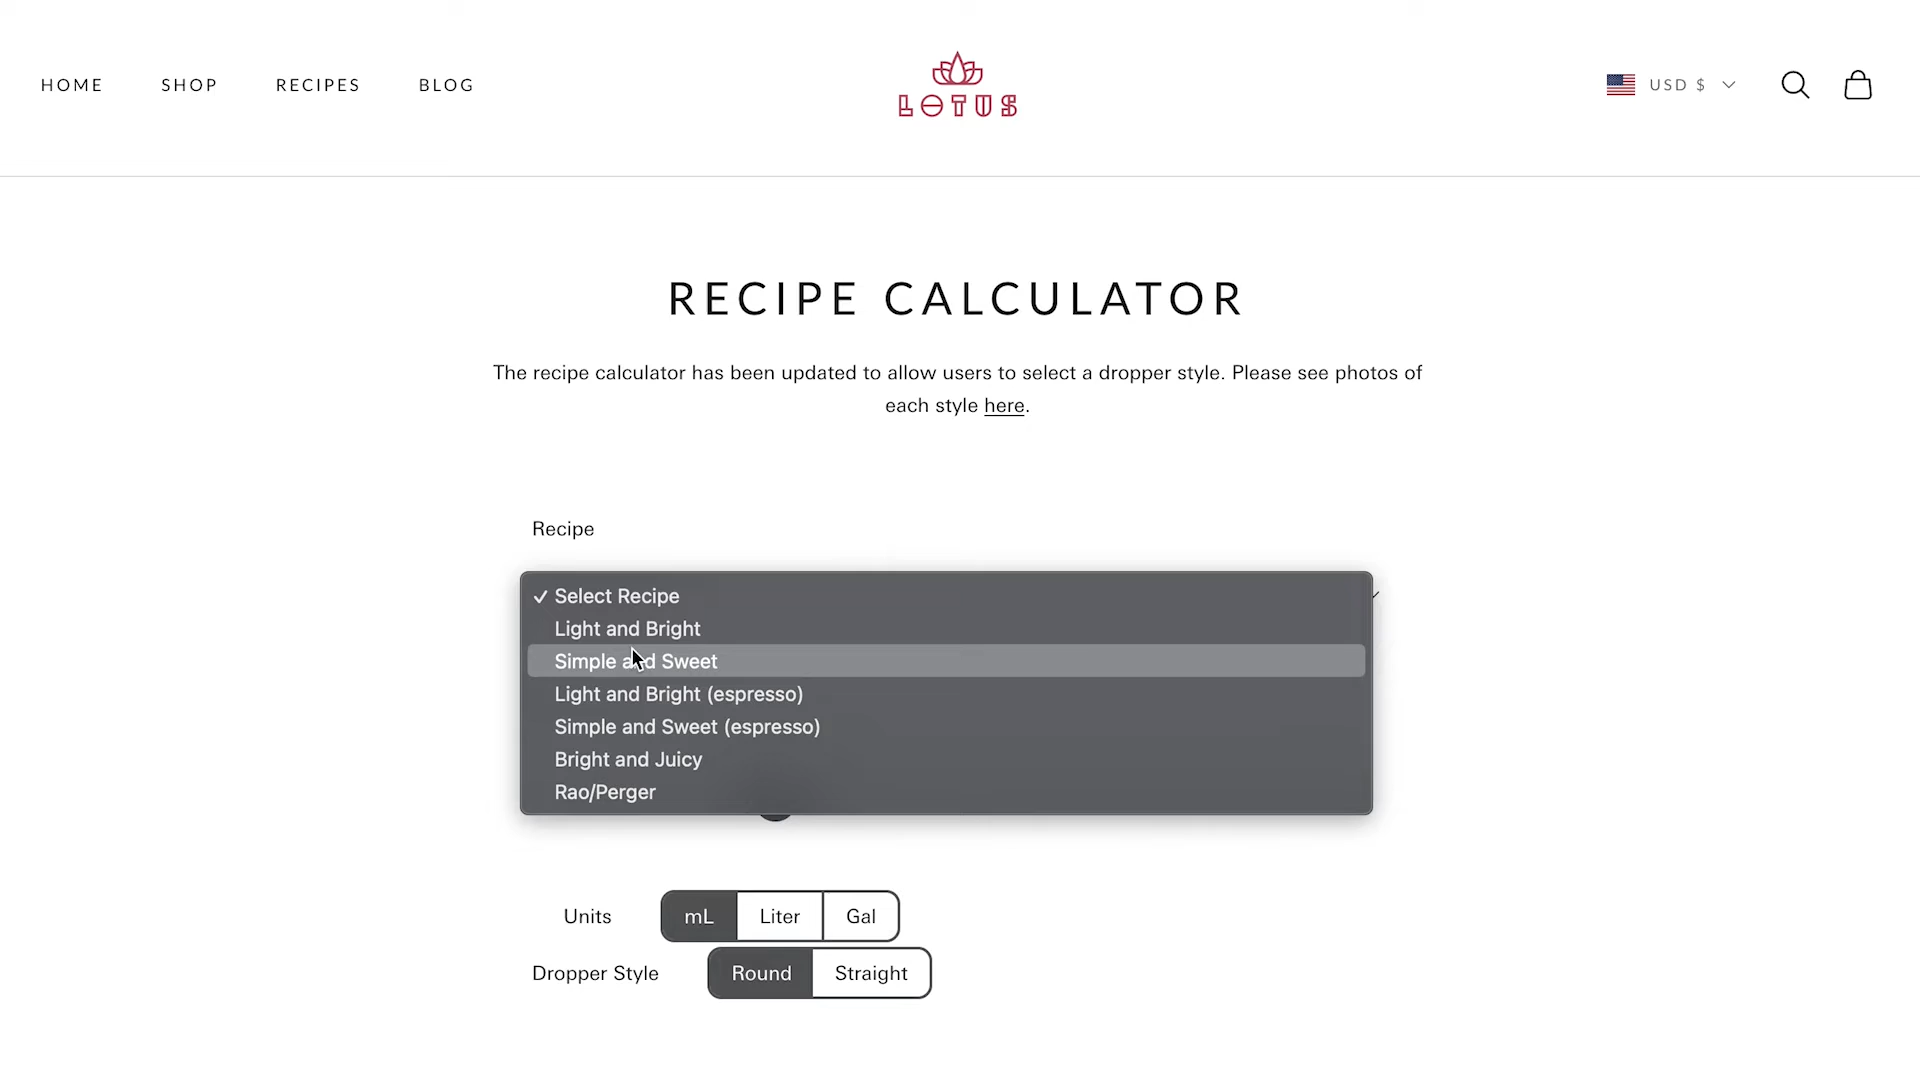 HOME
SHOP
RECIPES
BLOG
LOTUS
USD $
RECIPE CALCULATOR
The recipe calculator has been updated to allow users to select a dropper style. Please see photos of
each style here.
Recipe
✓ Select Recipe
Light and Bright
Simple and Sweet
Light and Bright (espresso)
Simple and Sweet (espresso)
Bright and Juicy
Rao/Perger
Units
mL
Liter
Gal
Dropper Style
Round
Straight